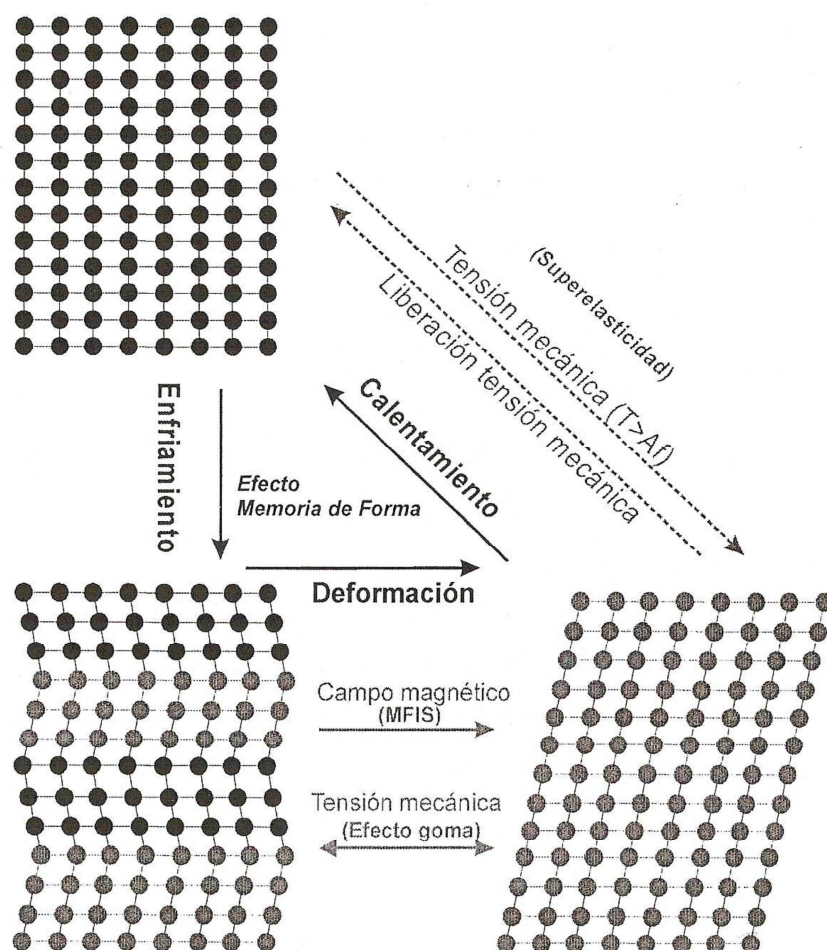 Tensión mecánica (T>Af)
(Superelasticidad)
Liberación tensión mecánica
Calentamiento
Enfriamiento
Efecto
Memoria de Forma
Deformación
Campo magnético
(MFIS)
Tensión mecánica
(Efecto goma)